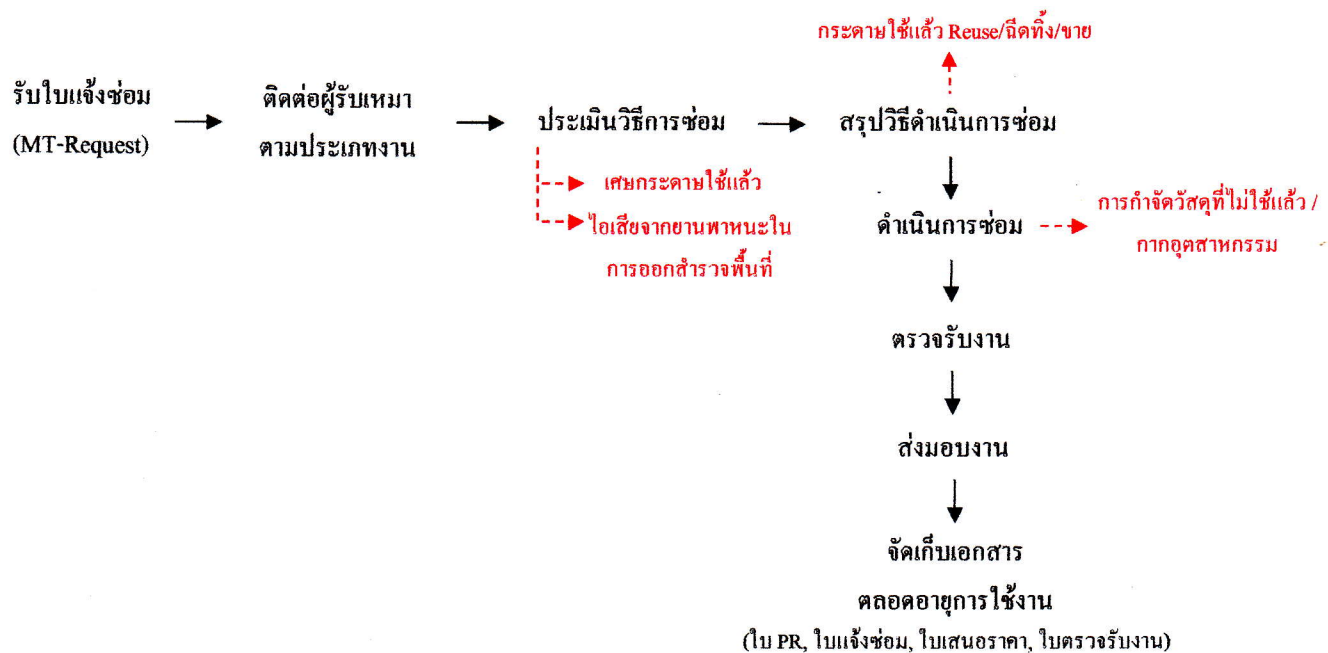 กระดาษใช้แล้ว Reuse/ฉีดทิ้ง/ขาย
รับใบแจ้งซ่อม
(MT-Request)
ติดต่อผู้รับเหมา
ตามประเภทงาน
ประเมินวิธีการซ่อม
สรุปวิธีดำเนินการซ่อม
เศษกระดาษใช้แล้ว
ไอเสียจากยานพาหนะใน
การออกสำรวจพื้นที่
ดำเนินการซ่อม
การกำจัดวัสดุที่ไม่ใช้แล้ว /
กากอุตสาหกรรม
ตรวจรับงาน
ส่งมอบงาน
จัดเก็บเอกสาร
ตลอดอายุการใช้งาน
(ใบ PR, ใบแจ้งซ่อม, ใบเสนอราคา, ใบตรวจรับงาน)